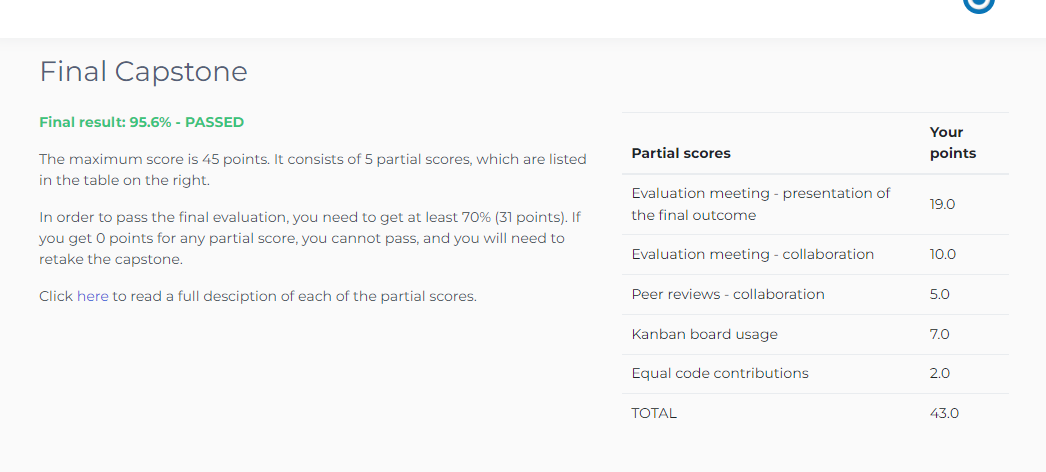 Final Capstone
Final result: 95.6% - PASSED
The maximum score is 45 points. It consists of 5 partial scores, which are listed
in the table on the right.
In order to pass the final evaluation, you need to get at least 70% (31 points). If
you get 0 points for any partial score, you cannot pass, and you will need to
retake the capstone.
Click here to read a full desciption of each of the partial scores.
Partial scores Your points
Evaluation meeting - presentation of
the final outcome 19.0
Evaluation meeting - collaboration 10.0
Peer reviews - collaboration 5.0
Kanban board usage 7.0
Equal code contributions 2.0
TOTAL 43.0